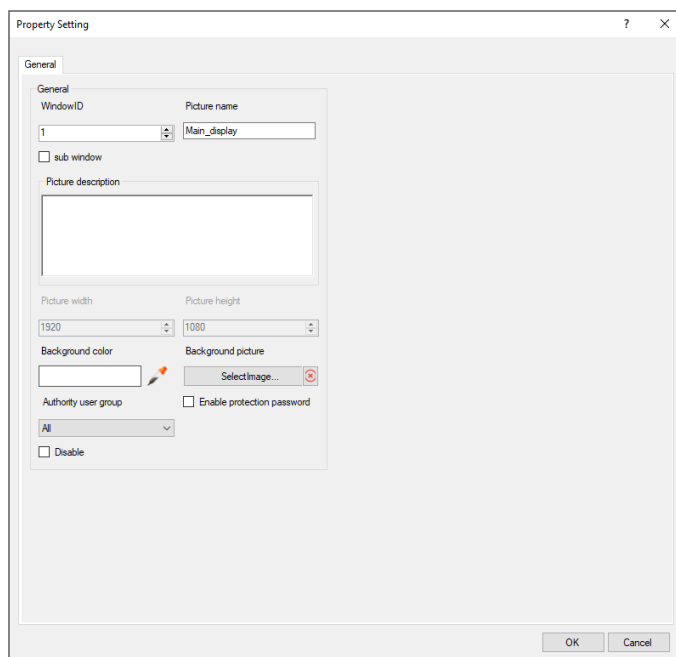 Property Setting
General
General
WindowID Picture name
1 Main_display
sub window
Picture description
Picture width Picture height
1920 1080
Background color Background picture
SelectImage...
Authority user group Enable protection password
All
Disable
OK Cancel